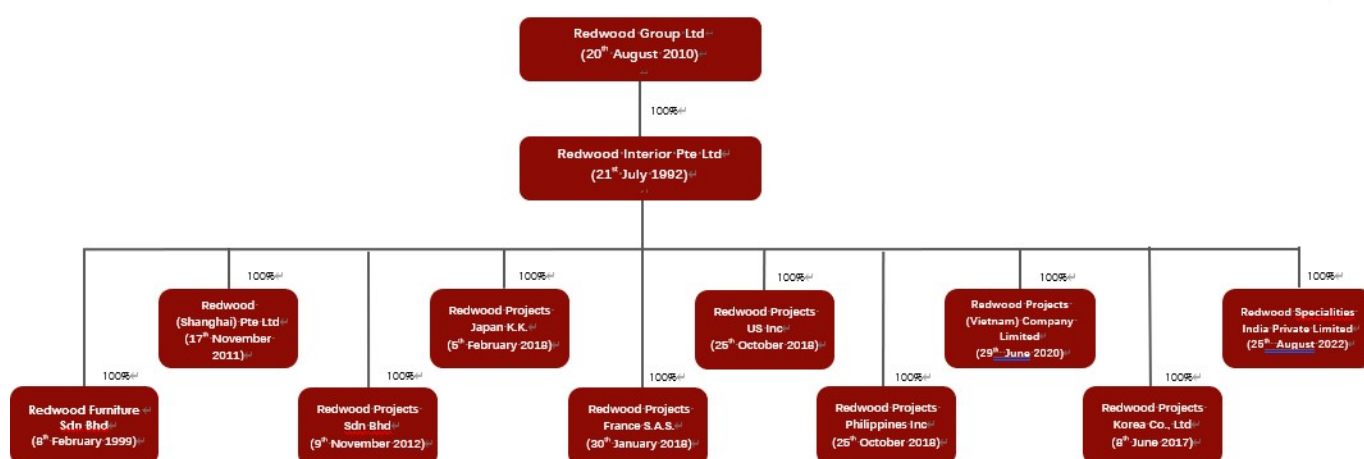 Redwood Group Ltd
(20th August 2010)
100%
Redwood Interior Pte Ltd
(21st July 1992)
100%
100%
100%
100%
100%
Redwood
(Shanghai) Pte Ltd
(17th November
2011)
Redwood Projects
Japan K.K.
(5th February 2018)
Redwood Projects
US Inc
(25th October 2018)
Redwood Projects
(Vietnam) Company
Limited
(29th June 2020)
Redwood Specialities
India Private Limited
(25th August 2022)
100%
100%
100%
100%
100%
Redwood Furniture
Sdn Bhd
(8th February 1999)
Redwood Projects
Sdn Bhd
(9th November 2012)
Redwood Projects
France S.A.S.
(30th January 2018)
Redwood Projects
Philippines Inc
(25th October 2018)
Redwood Projects
Korea Co., Ltd
(8th June 2017)